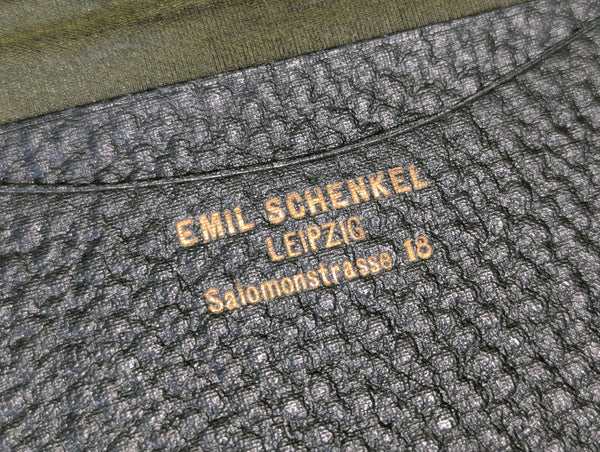 EMIL SCHENKEL
LEIPZIG
Salomonstrasse 18